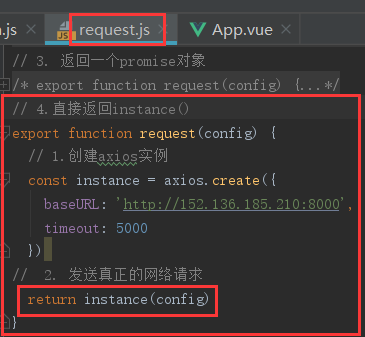 n.js × request.js × App.vue ×
// 3. 返回一个promise对象
/* export function request(config) {...*/
// 4.直接返回instance()
export function request(config) {
// 1.创建axios实例
const instance = axios.create({
baseURL: 'http://152.136.185.210:8000',
timeout: 5000
})
// 2. 发送真正的网络请求
return instance(config)
}